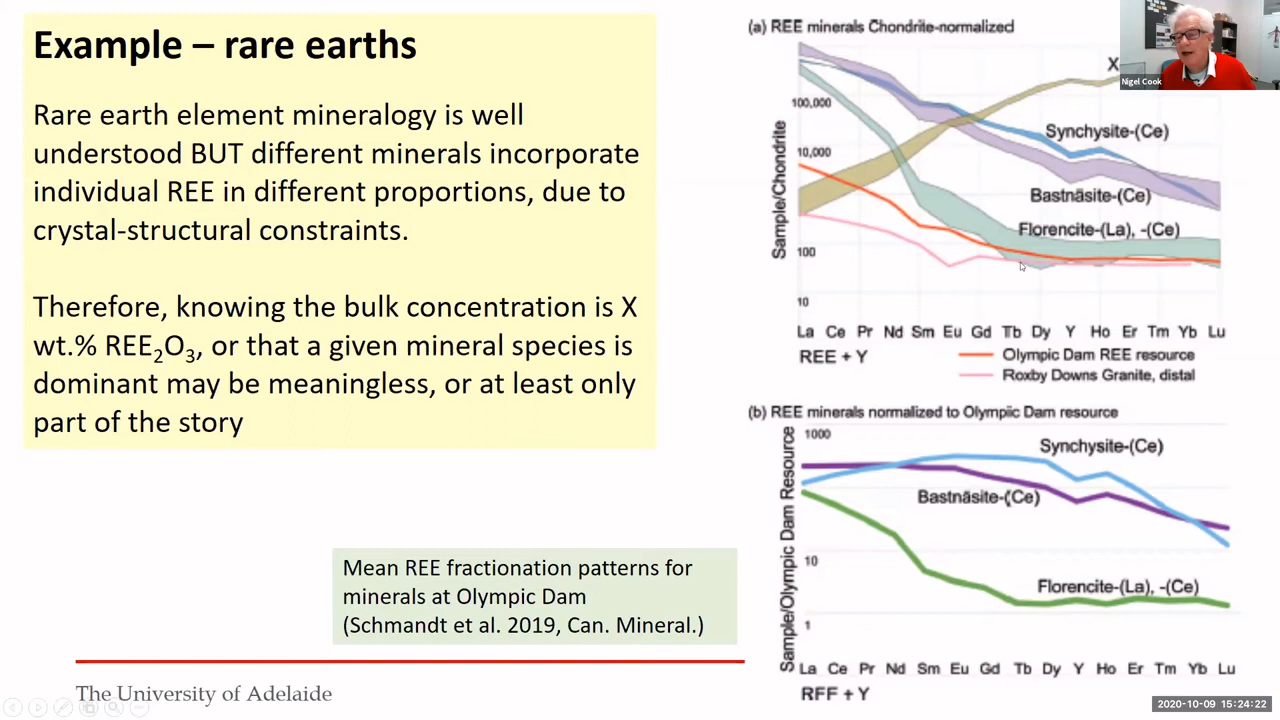 Example – rare earths
Rare earth element mineralogy is well
understood BUT different minerals incorporate
individual REE in different proportions, due to
crystal-structural constraints.
Therefore, knowing the bulk concentration is X
wt.% REE₂O₃, or that a given mineral species is
dominant may be meaningless, or at least only
part of the story
Mean REE fractionation patterns for
minerals at Olympic Dam
(Schmandt et al. 2019, Can. Mineral.)
The University of Adelaide
(a) REE minerals Chondrite-normalized
X
Nigel Cook
Sample/Chondrite
100,000
10,000
100
10
Synchysite-(Ce)
Bastnäsite-(Ce)
Florencite-(La), -(Ce)
La Ce Pr Nd Sm Eu Gd Tb Dy Y Ho Er Tm Yb Lu
REE + Y
Olympic Dam REE resource
Roxby Downs Granite, distal
(b) REE minerals normalized to Olympic Dam resource
Sample/Olympic Dam Resource
1000
10
1
Synchysite-(Ce)
Bastnäsite-(Ce)
Florencite-(La), -(Ce)
La Ce Pr Nd Sm Eu Gd Tb Dy Y Ho Er Tm Yb Lu
RFF + Y
2020-10-09 15:24:22